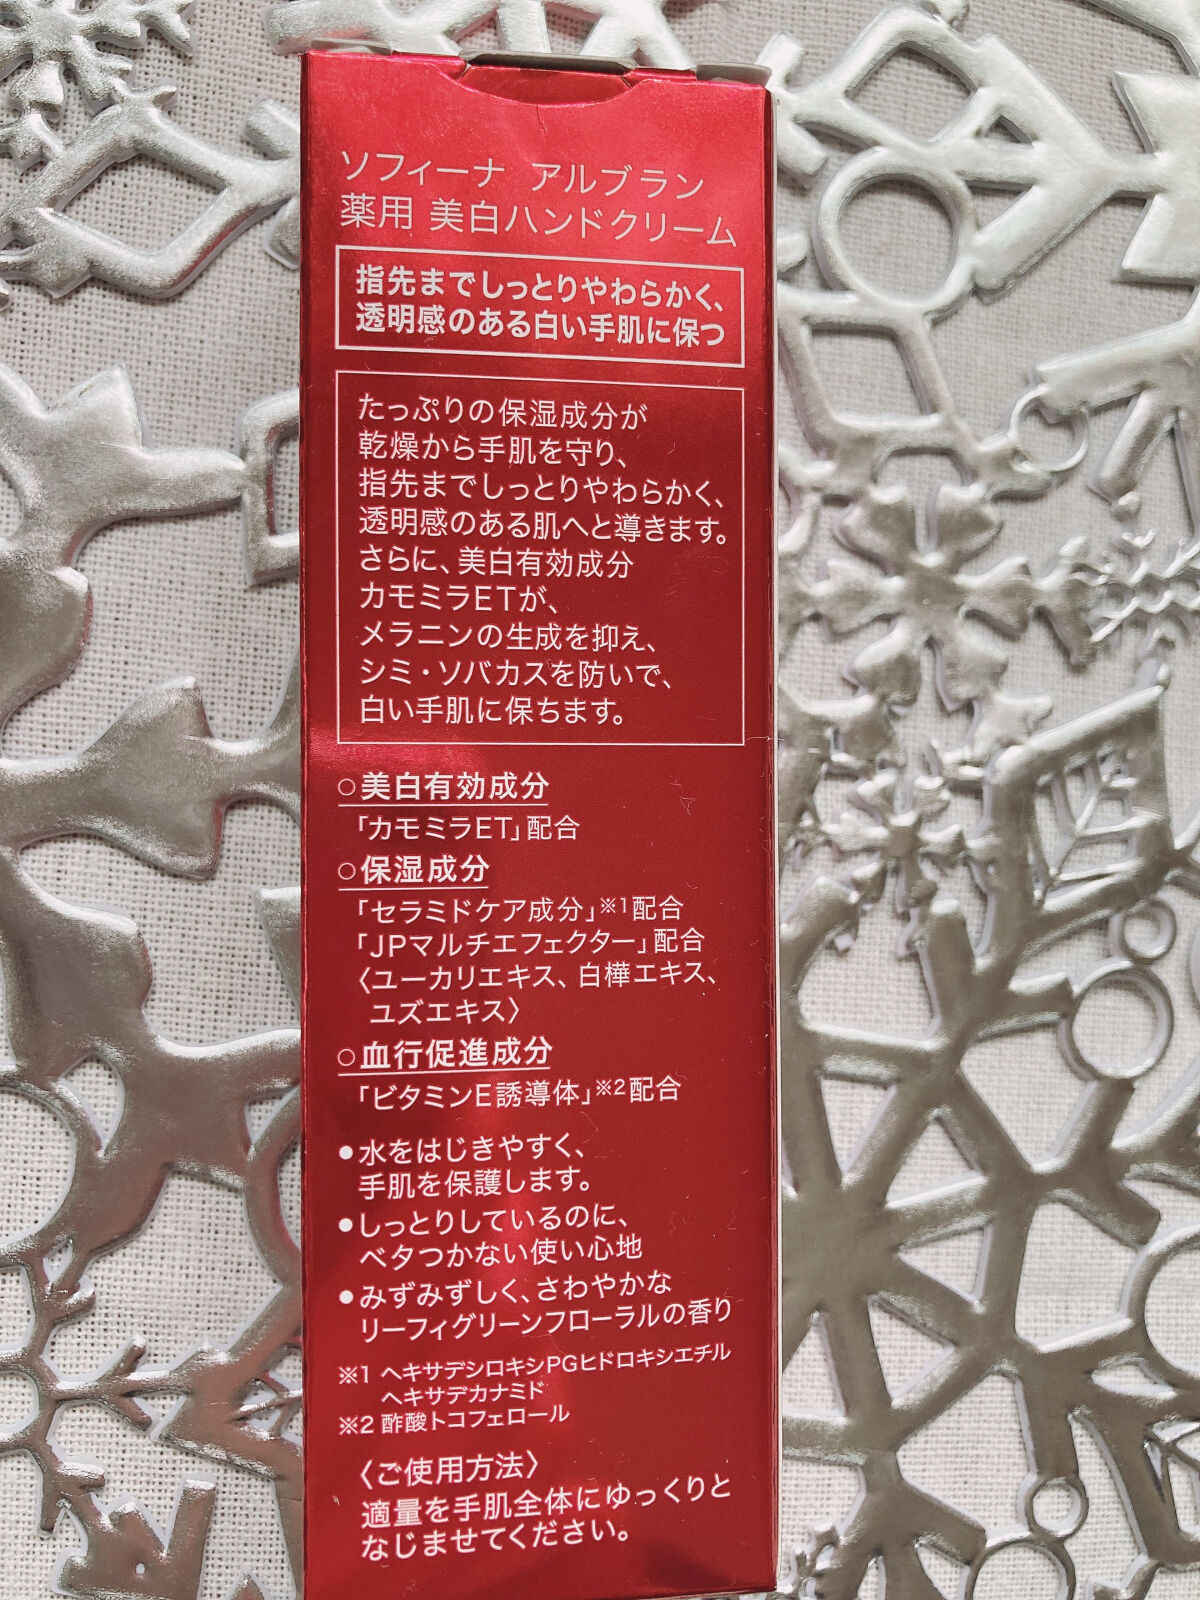 ソフィーナ アルブラン
薬用 美白ハンドクリーム
指先までしっとりやわらかく、
透明感のある白い手肌に保つ
たっぷりの保湿成分が
乾燥から手肌を守り、
指先までしっとりやわらかく、
透明感のある肌へと導きます。
さらに、美白有効成分
カモミラETが、
メラニンの生成を抑え、
シミ・ソバカスを防いで、
白い手肌に保ちます。
○美白有効成分
「カモミラET」配合
○保湿成分
「セラミドケア成分」※1配合
「JPマルチエフェクター」配合
〈ユーカリエキス、白樺エキス、
ユズエキス〉
○血行促進成分
「ビタミンE誘導体」※2配合
●水をはじきやすく、
手肌を保護します。
●しっとりしているのに、
ベタつかない使い心地
●みずみずしく、さわやかな
リーフィグリーンフローラルの香り
※1 ヘキサデシロキシPGヒドロキシエチル
ヘキサデカナミド
※2 酢酸トコフェロール
〈ご使用方法〉
適量を手肌全体にゆっくりと
なじませてください。